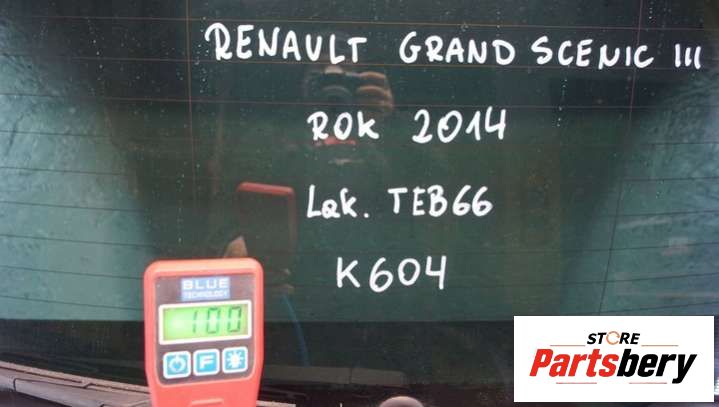 RENAULT GRAND SCENIC III
ROK 2014
Lak. TEB66
K604
BLUE
TECHNOLOGY
100
F
STORE
Partsbery